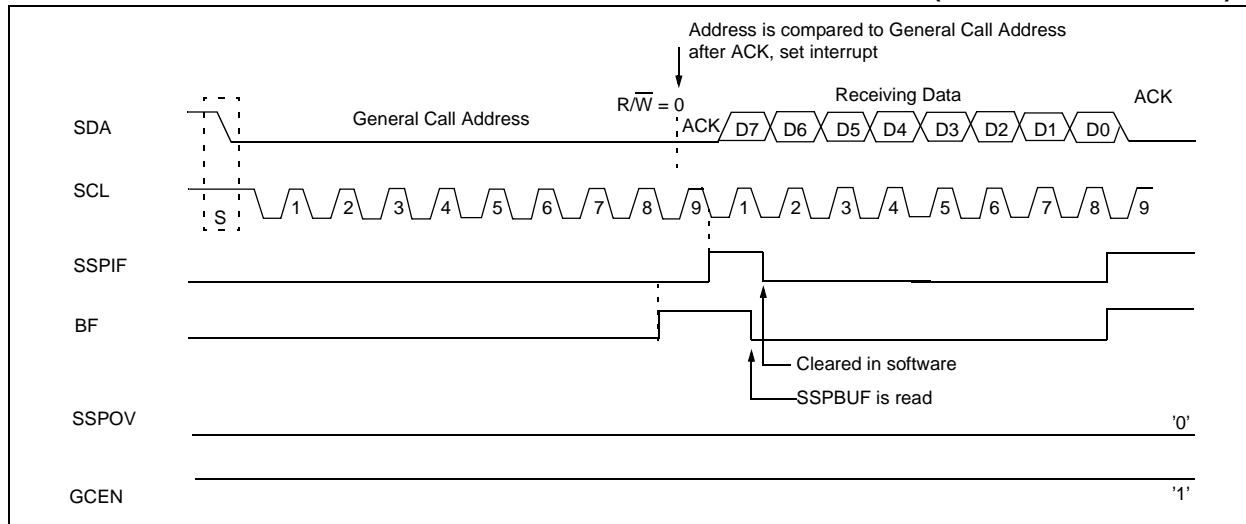 Address is compared to General Call Address
after ACK, set interrupt
R/W = 0
Receiving Data
ACK
SDA
General Call Address
ACK
D7 D6 D5 D4 D3 D2 D1 D0
SCL
S
1 2 3 4 5 6 7 8 9 1 2 3 4 5 6 7 8 9
SSPIF
BF
Cleared in software
SSPBUF is read
SSPOV
'0'
GCEN
'1'